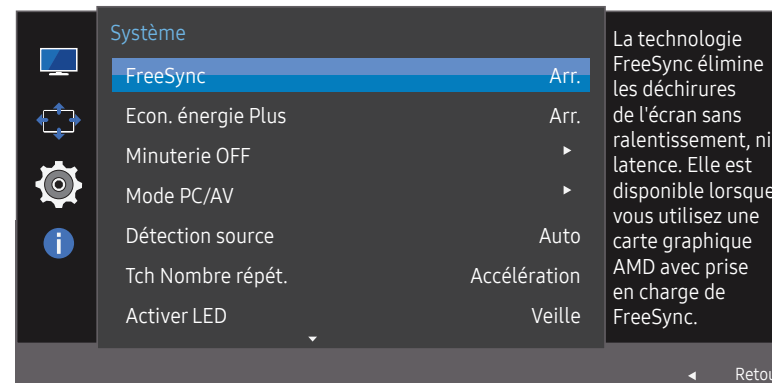 Système
FreeSync Arr.
Econ. énergie Plus Arr.
Minuterie OFF
Mode PC/AV
Détection source Auto
Tch Nombre répét. Accélération
Activer LED Veille
La technologie
FreeSync élimine
les déchirures
de l'écran sans
ralentissement, ni
latence. Elle est
disponible lorsque
vous utilisez une
carte graphique
AMD avec prise
en charge de
FreeSync.